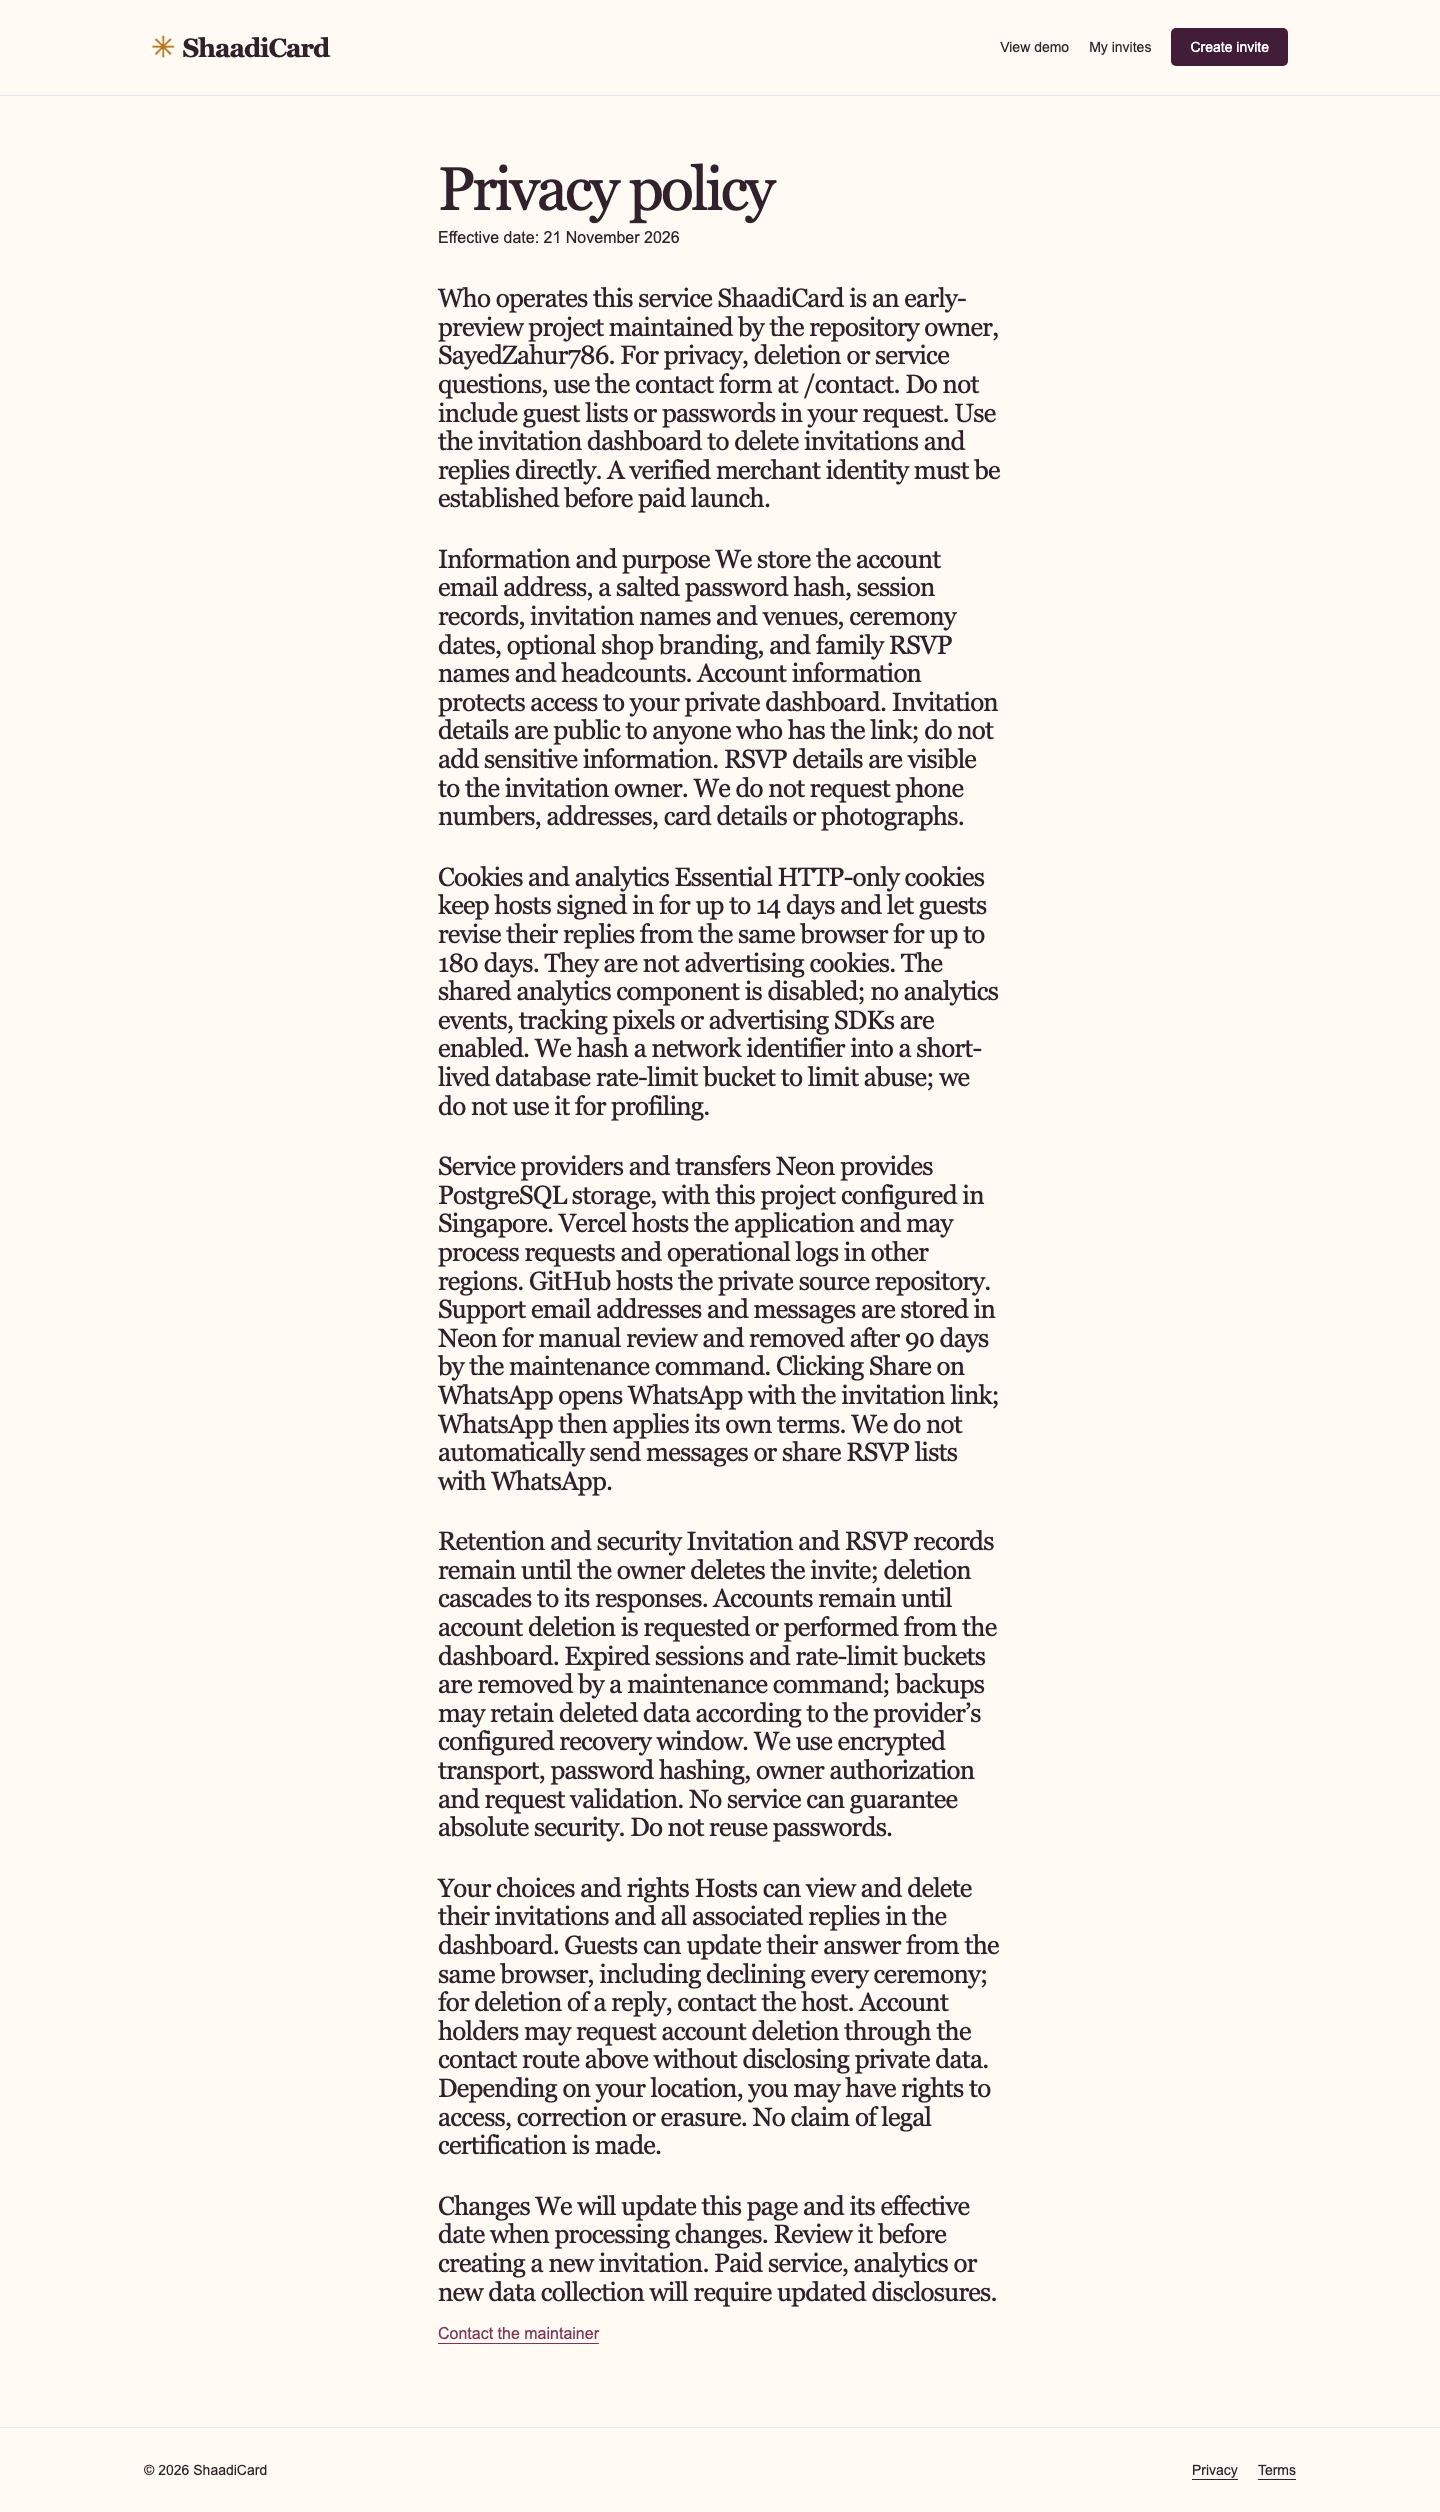 ShaadiCard
View demo
My invites
Create invite
Privacy policy
Effective date: 21 November 2026
Who operates this service ShaadiCard is an early-
preview project maintained by the repository owner,
SayedZahur786. For privacy, deletion or service
questions, use the contact form at /contact. Do not
include guest lists or passwords in your request. Use
the invitation dashboard to delete invitations and
replies directly. A verified merchant identity must be
established before paid launch.
Information and purpose We store the account
email address, a salted password hash, session
records, invitation names and venues, ceremony
dates, optional shop branding, and family RSVP
names and headcounts. Account information
protects access to your private dashboard. Invitation
details are public to anyone who has the link; do not
add sensitive information. RSVP details are visible
to the invitation owner. We do not request phone
numbers, addresses, card details or photographs.
Cookies and analytics Essential HTTP-only cookies
keep hosts signed in for up to 14 days and let guests
revise their replies from the same browser for up to
180 days. They are not advertising cookies. The
shared analytics component is disabled; no analytics
events, tracking pixels or advertising SDKs are
enabled. We hash a network identifier into a short-
lived database rate-limit bucket to limit abuse; we
do not use it for profiling.
Service providers and transfers Neon provides
PostgreSQL storage, with this project configured in
Singapore. Vercel hosts the application and may
process requests and operational logs in other
regions. GitHub hosts the private source repository.
Support email addresses and messages are stored in
Neon for manual review and removed after 90 days
by the maintenance command. Clicking Share on
WhatsApp opens WhatsApp with the invitation link;
WhatsApp then applies its own terms. We do not
automatically send messages or share RSVP lists
with WhatsApp.
Retention and security Invitation and RSVP records
remain until the owner deletes the invite; deletion
cascades to its responses. Accounts remain until
account deletion is requested or performed from the
dashboard. Expired sessions and rate-limit buckets
are removed by a maintenance command; backups
may retain deleted data according to the provider’s
configured recovery window. We use encrypted
transport, password hashing, owner authorization
and request validation. No service can guarantee
absolute security. Do not reuse passwords.
Your choices and rights Hosts can view and delete
their invitations and all associated replies in the
dashboard. Guests can update their answer from the
same browser, including declining every ceremony;
for deletion of a reply, contact the host. Account
holders may request account deletion through the
contact route above without disclosing private data.
Depending on your location, you may have rights to
access, correction or erasure. No claim of legal
certification is made.
Changes We will update this page and its effective
date when processing changes. Review it before
creating a new invitation. Paid service, analytics or
new data collection will require updated disclosures.
Contact the maintainer
© 2026 ShaadiCard
Privacy
Terms